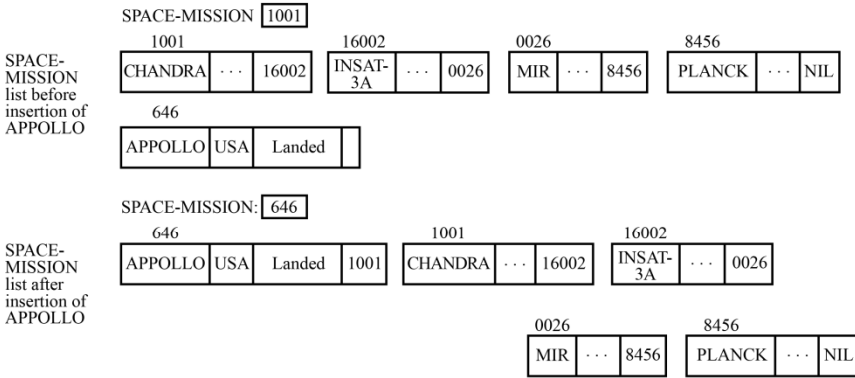 SPACE-MISSION 1001
1001 16002 0026 8456
SPACE-
MISSION
list before
insertion of
APPOLLO
CHANDRA ··· 16002 INSAT-
3A ··· 0026 MIR ··· 8456 PLANCK ··· NIL
646
APPOLLO USA Landed
SPACE-MISSION: 646
646 1001 16002
SPACE-
MISSION
list after
insertion of
APPOLLO
APPOLLO USA Landed 1001 CHANDRA ··· 16002 INSAT-
3A ··· 0026
0026 8456
MIR ··· 8456 PLANCK ··· NIL